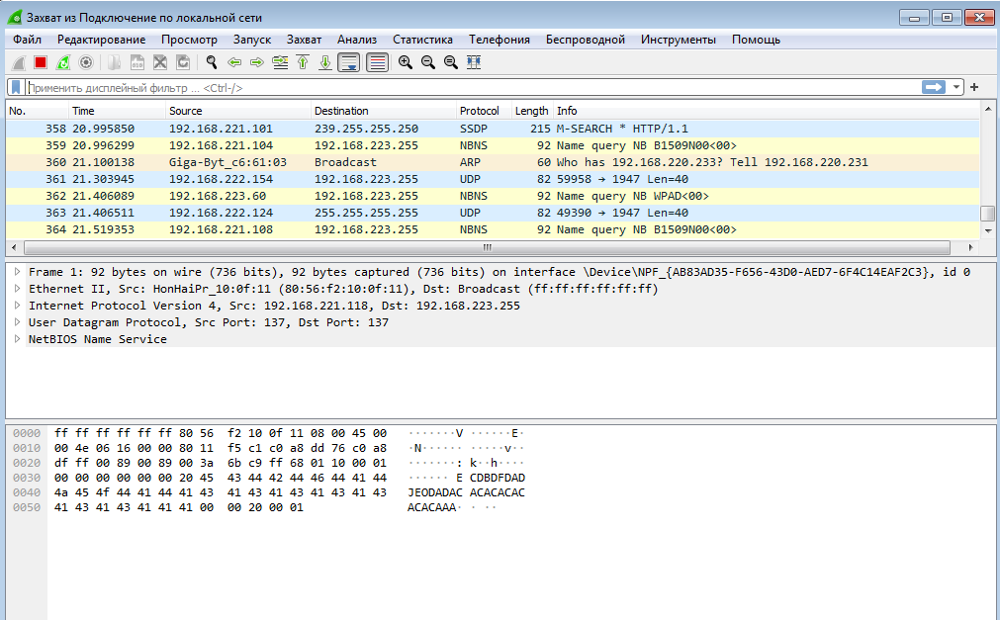 Захват из Подключение по локальной сети
Файл Редактирование Просмотр Запуск Захват Анализ Статистика Телефония Беспроводной Инструменты Помощь
Применить дисплейный фильтр ... <Ctrl-/>
No. Time Source Destination Protocol Length Info
358 20.995850 192.168.221.101 239.255.255.250 SSDP 215 M-SEARCH * HTTP/1.1
359 20.996299 192.168.221.104 192.168.223.255 NBNS 92 Name query NB B1509N00<00>
360 21.100138 Giga-Byt_c6:61:03 Broadcast ARP 60 Who has 192.168.220.233? Tell 192.168.220.231
361 21.303945 192.168.222.154 192.168.223.255 UDP 82 59958 → 1947 Len=40
362 21.406089 192.168.223.60 192.168.223.255 NBNS 92 Name query NB WPAD<00>
363 21.406511 192.168.222.124 255.255.255.255 UDP 82 49390 → 1947 Len=40
364 21.519353 192.168.221.108 192.168.223.255 NBNS 92 Name query NB B1509N00<00>
Frame 1: 92 bytes on wire (736 bits), 92 bytes captured (736 bits) on interface \Device\NPF_{AB83AD35-F656-43D0-AED7-6F4C14EAF2C3}, id 0
Ethernet II, Src: HonHaiPr_10:0f:11 (80:56:f2:10:0f:11), Dst: Broadcast (ff:ff:ff:ff:ff:ff)
Internet Protocol Version 4, Src: 192.168.221.118, Dst: 192.168.223.255
User Datagram Protocol, Src Port: 137, Dst Port: 137
NetBIOS Name Service
0000 ff ff ff ff ff ff 80 56 f2 10 0f 11 08 00 45 00 ·······V ······E·
0010 00 4e 06 16 00 00 80 11 f5 c1 c0 a8 dd 76 c0 a8 ·N······ ·····v··
0020 df ff 00 89 00 89 00 3a 6b c9 ff 68 01 10 00 01 ·······: k··h····
0030 00 00 00 00 00 00 20 45 43 44 42 44 46 44 41 44 ······ E CDBDFDAD
0040 4a 45 4f 44 41 44 41 43 41 43 41 43 41 43 41 43 JEODADAC ACACACAC
0050 41 43 41 43 41 41 41 00 00 20 00 01 ACACAAA· · ··